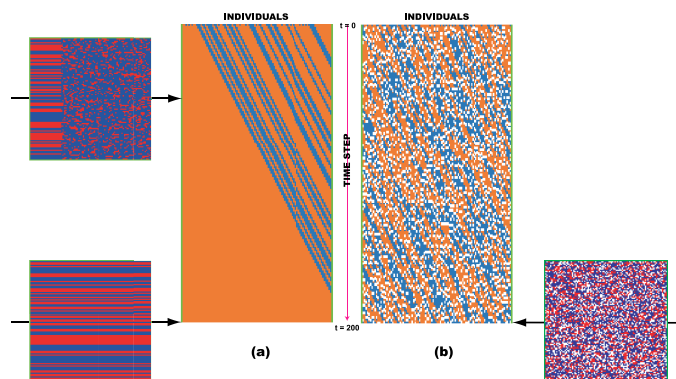 INDIVIDUALS
INDIVIDUALS
t = 0
TIME STEP
t = 200
(a)
(b)